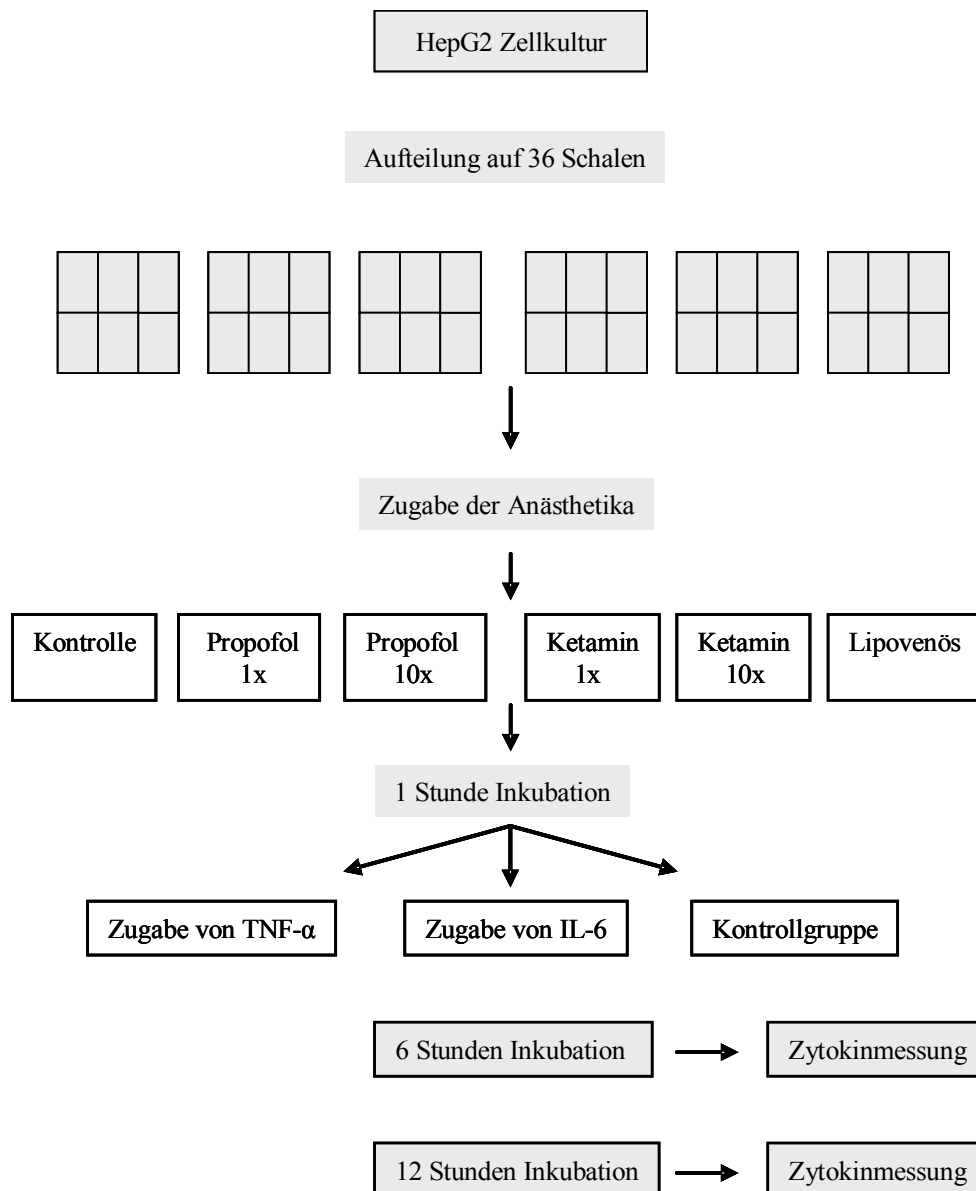 HepG2 Zellkultur
Aufteilung auf 36 Schalen
Zugabe der Anästhetika
Kontrolle
Propofol
1x
Propofol
10x
Ketamin
1x
Ketamin
10x
Lipovenös
1 Stunde Inkubation
Zugabe von TNF-α
Zugabe von IL-6
Kontrollgruppe
6 Stunden Inkubation
Zytokinmessung
12 Stunden Inkubation
Zytokinmessung